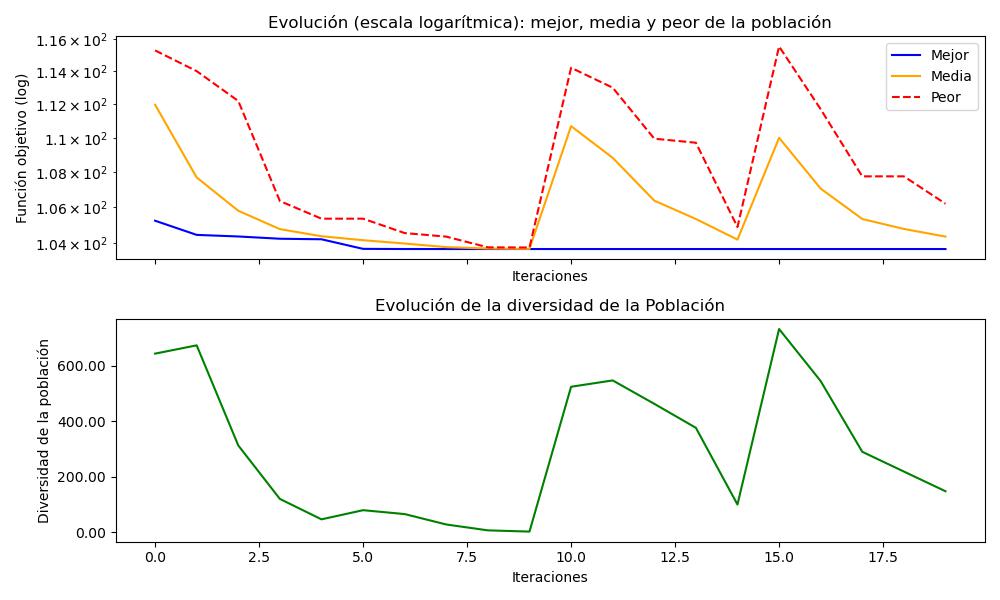 Evolución (escala logarítmica): mejor, media y peor de la población
Función objetivo (log)
1.16 × 10²
1.14 × 10²
1.12 × 10²
1.1 × 10²
1.08 × 10²
1.06 × 10²
1.04 × 10²
Mejor
Media
Peor
Iteraciones
Evolución de la diversidad de la Población
Diversidad de la población
600.00
400.00
200.00
0.00
0.0 2.5 5.0 7.5 10.0 12.5 15.0 17.5
Iteraciones